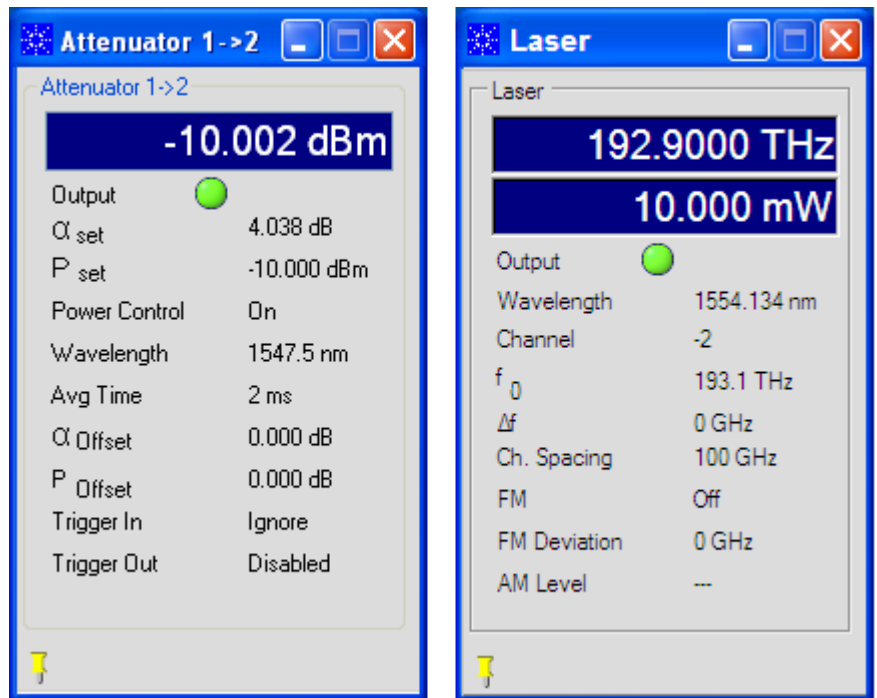 Attenuator 1->2
Attenuator 1->2
-10.002 dBm
Output
α set 4.038 dB
P set -10.000 dBm
Power Control On
Wavelength 1547.5 nm
Avg Time 2 ms
α Offset 0.000 dB
P Offset 0.000 dB
Trigger In Ignore
Trigger Out Disabled
Laser
Laser
192.9000 THz
10.000 mW
Output
Wavelength 1554.134 nm
Channel -2
f 0 193.1 THz
Δf 0 GHz
Ch. Spacing 100 GHz
FM Off
FM Deviation 0 GHz
AM Level ---